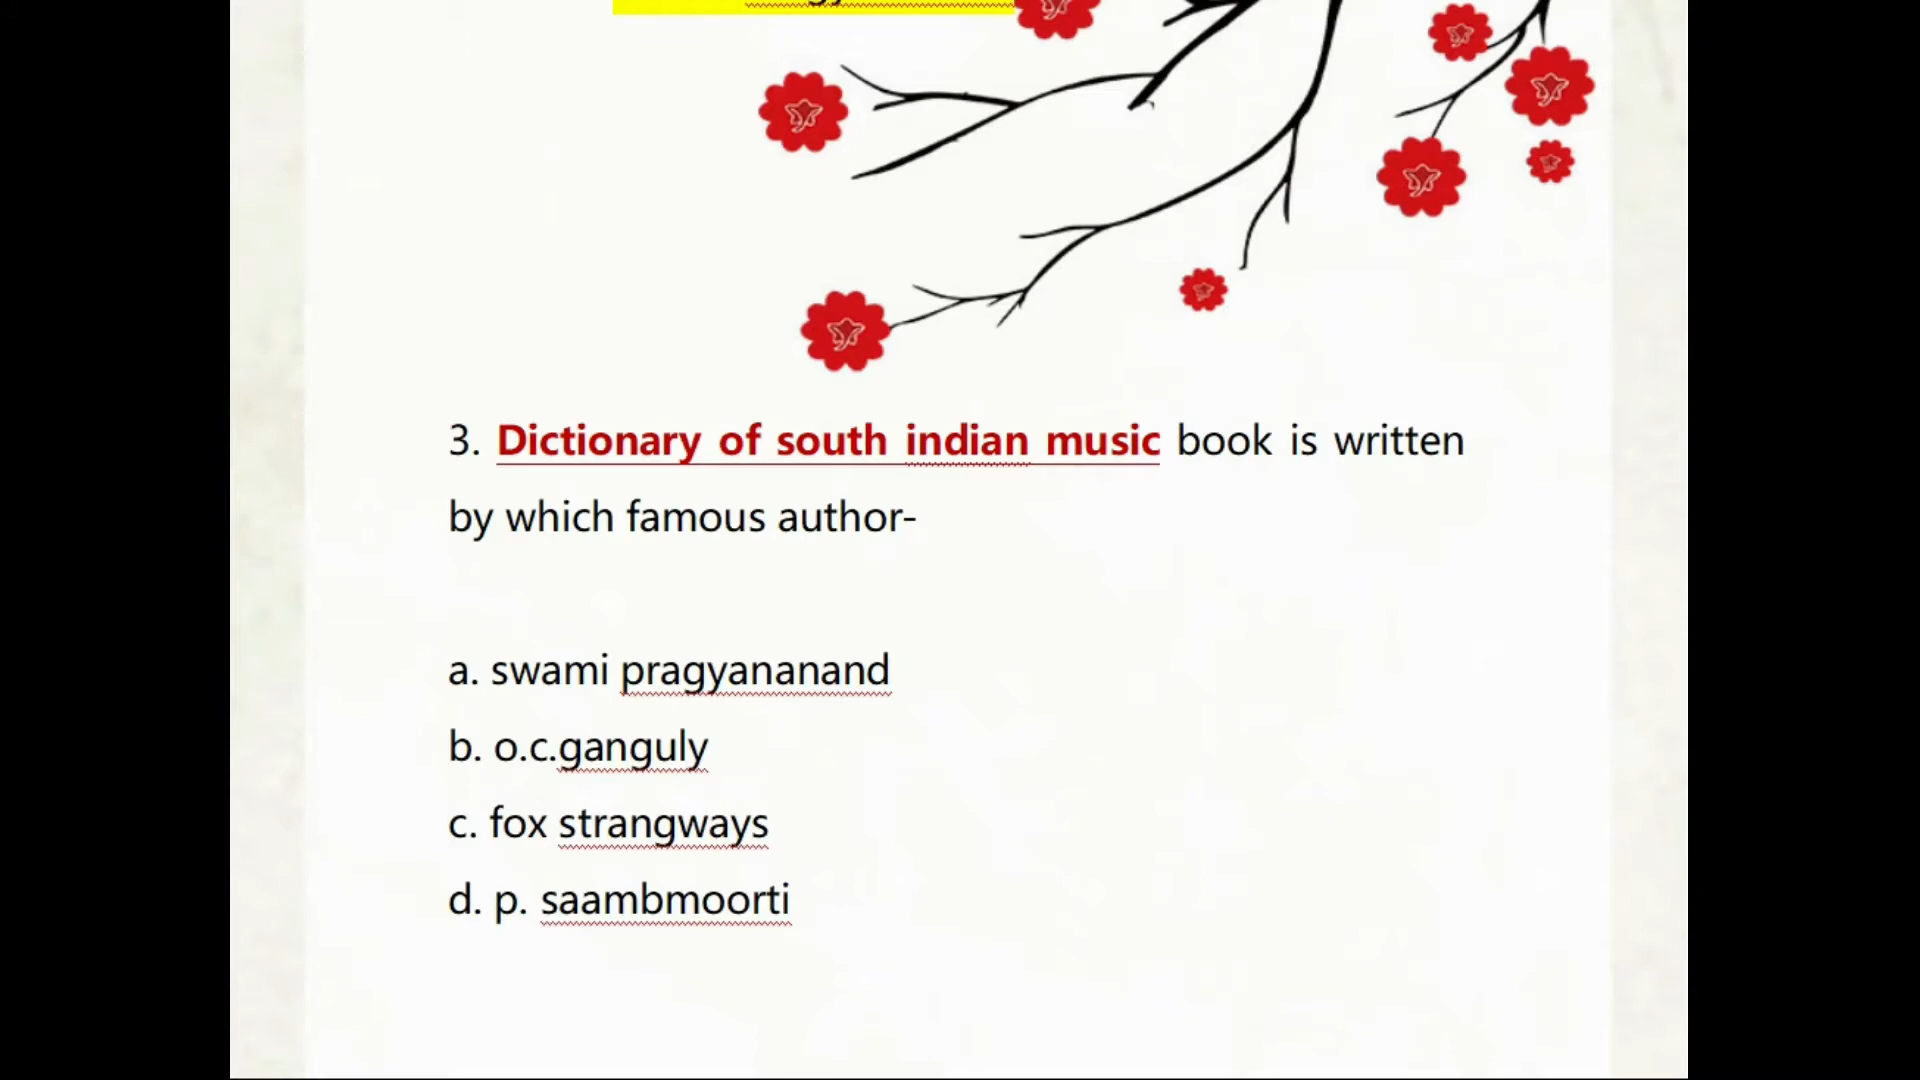 3. Dictionary of south indian music book is written
by which famous author-
a. swami pragyananand
b. o.c.ganguly
c. fox strangways
d. p. saambmoorti